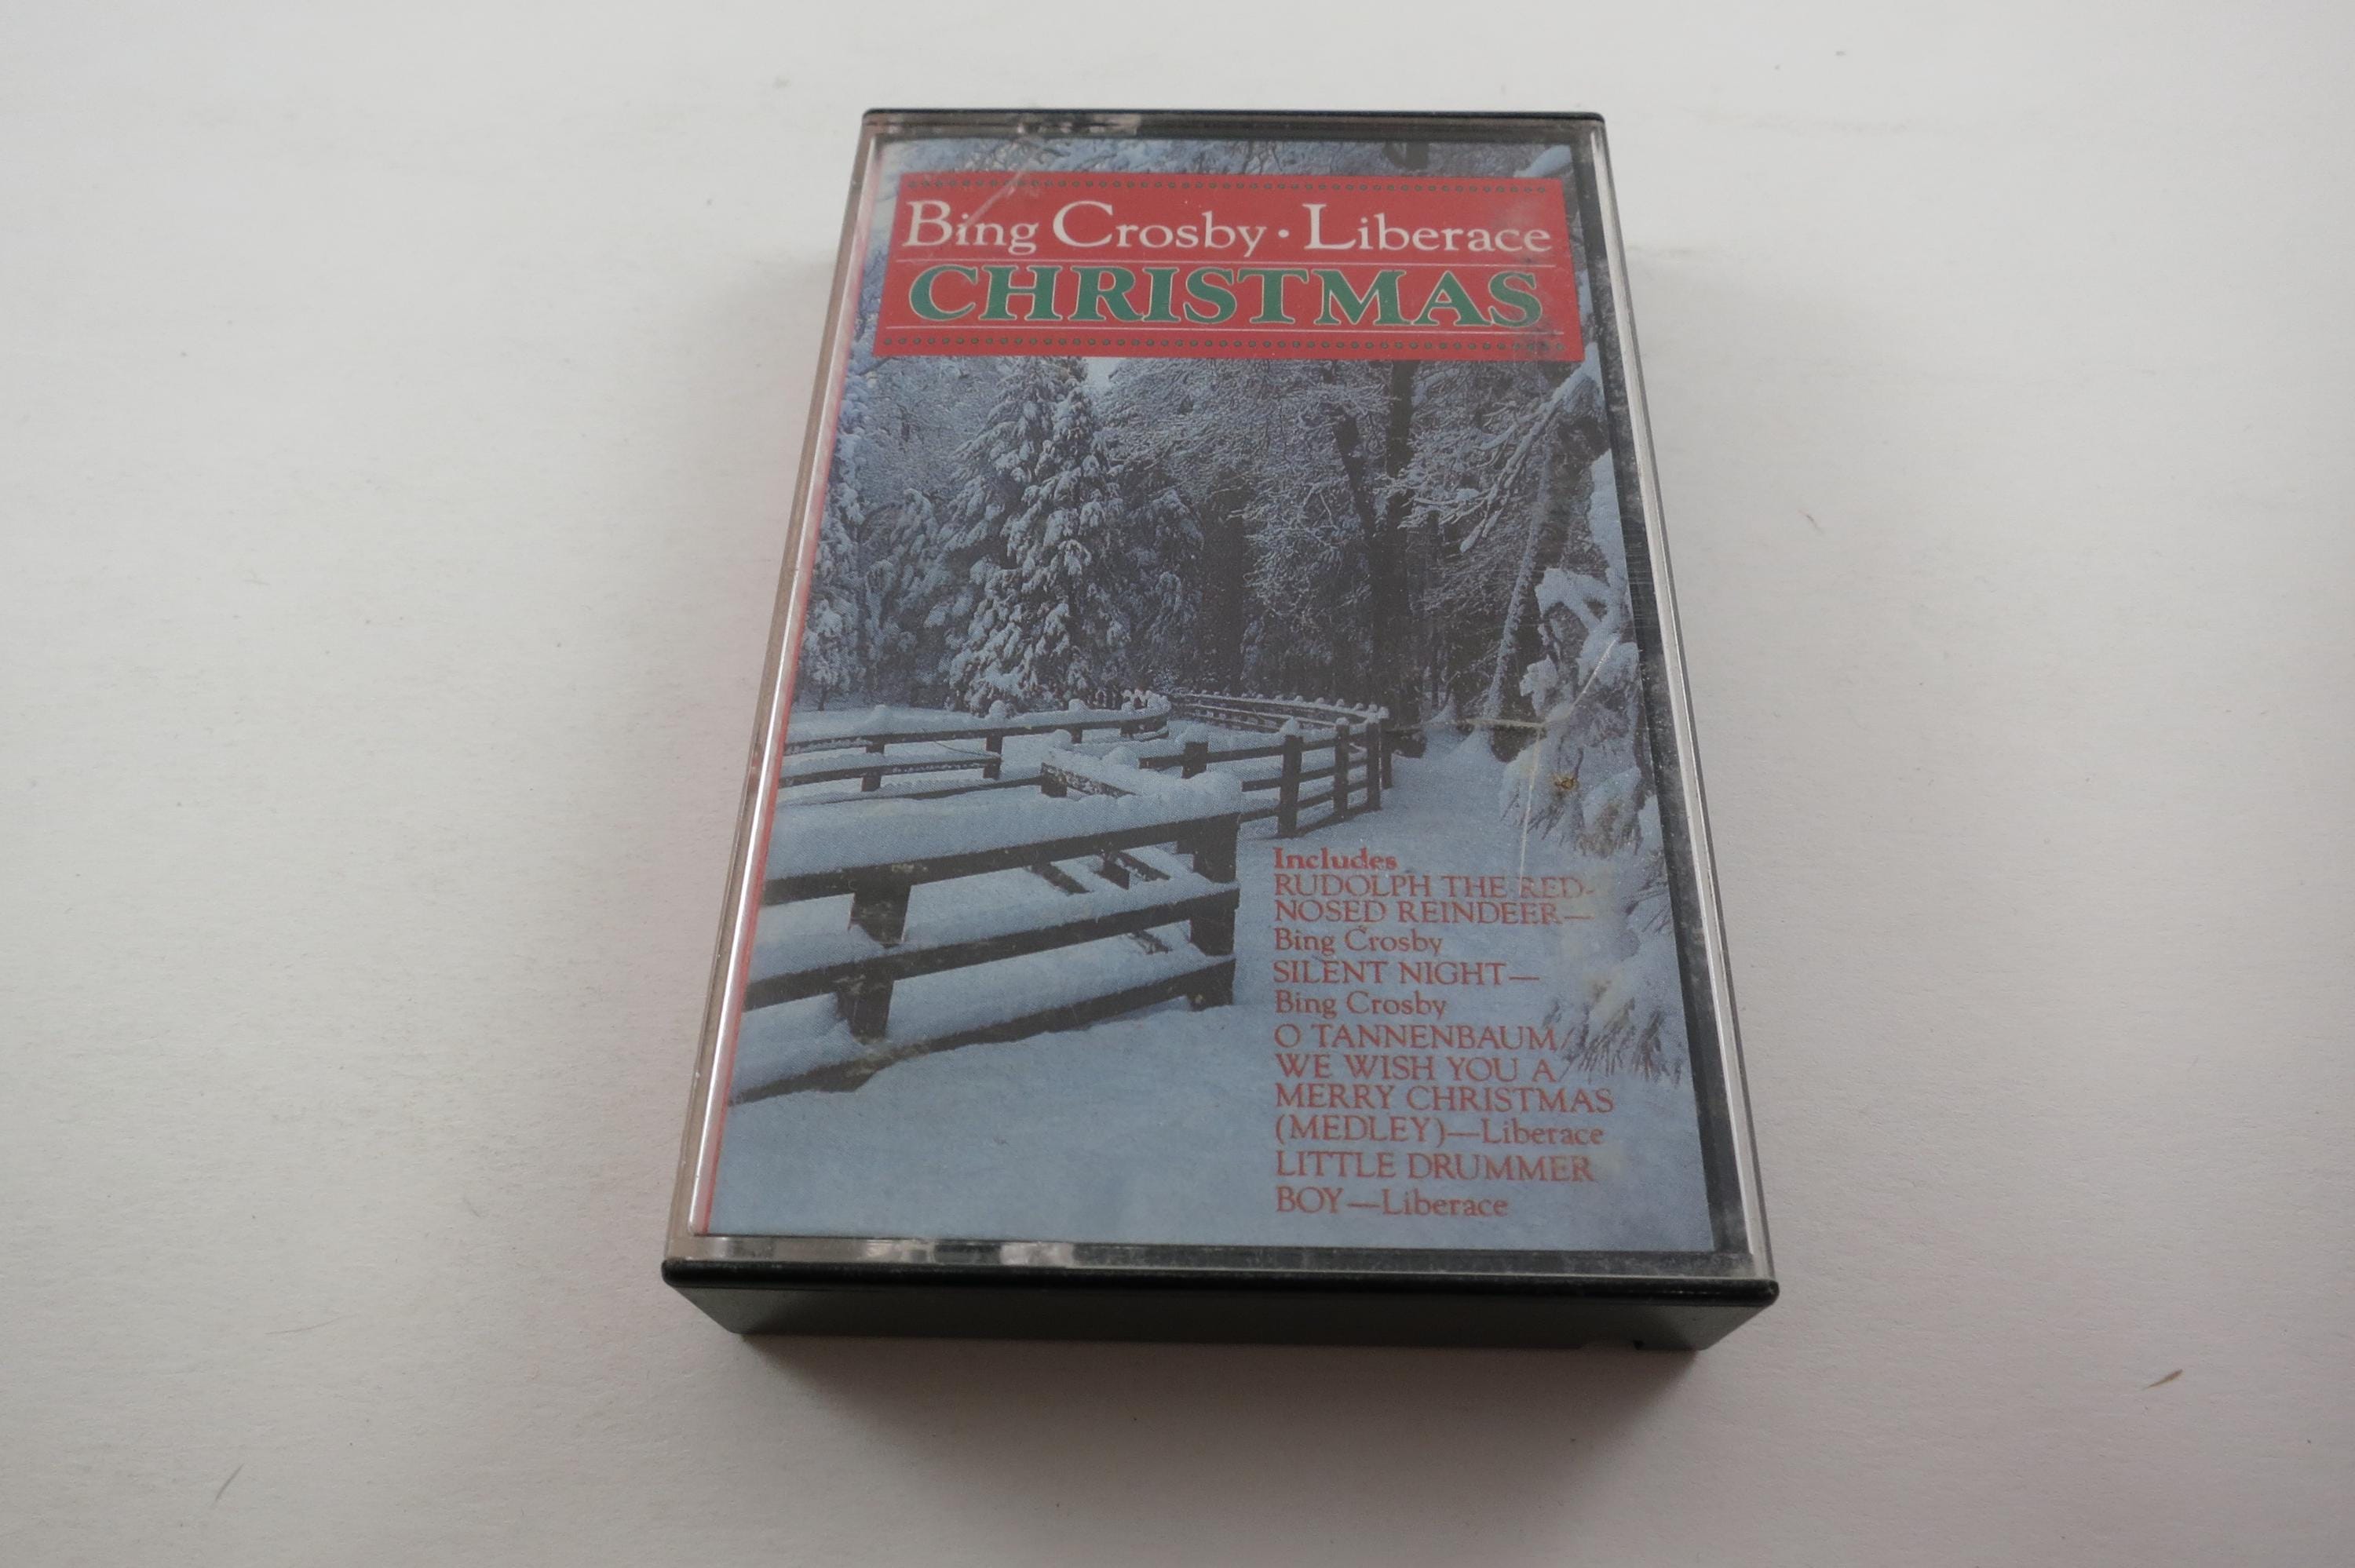 Bing Crosby · Liberace
CHRISTMAS
Includes
RUDOLPH THE RED-
NOSED REINDEER—
Bing Crosby
SILENT NIGHT—
Bing Crosby
O TANNENBAUM/
WE WISH YOU A
MERRY CHRISTMAS
(MEDLEY)—Liberace
LITTLE DRUMMER
BOY—Liberace